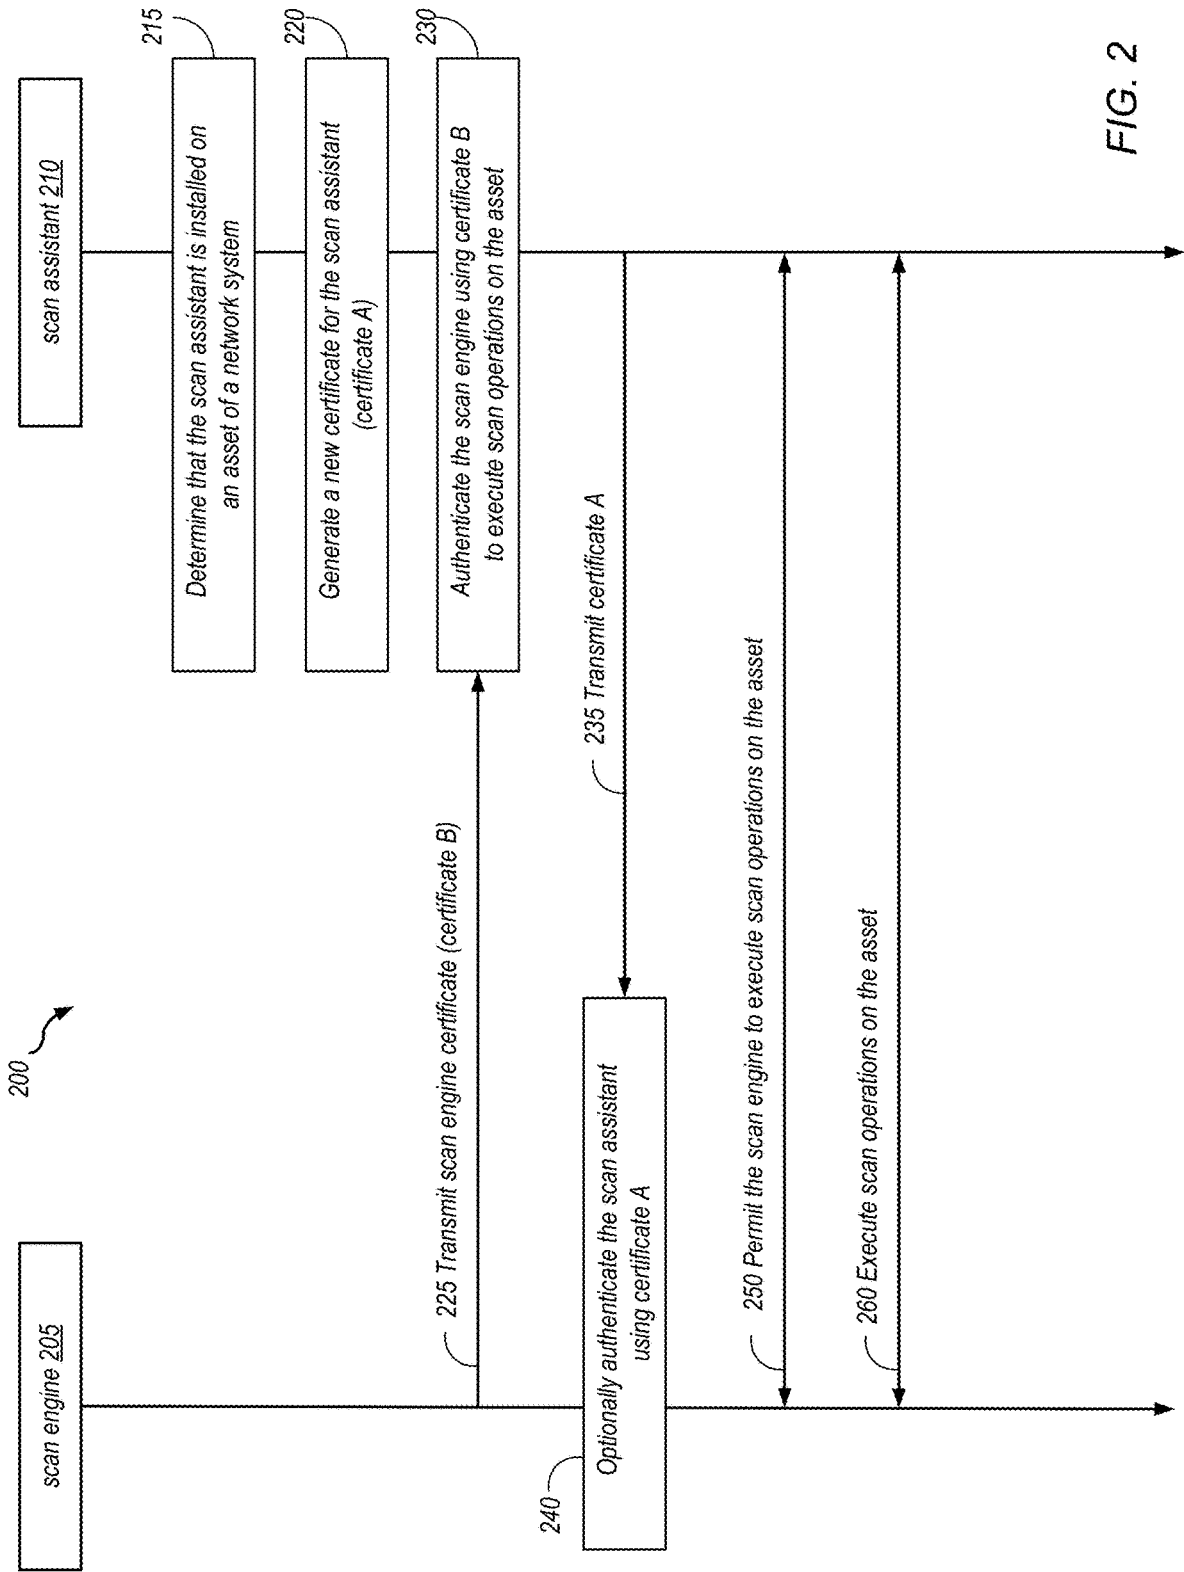 200
scan engine 205
scan assistant 210
215
Determine that the scan assistant is installed on
an asset of a network system
220
Generate a new certificate for the scan assistant
(certificate A)
225 Transmit scan engine certificate (certificate B)
230
Authenticate the scan engine using certificate B
to execute scan operations on the asset
235 Transmit certificate A
240
Optionally authenticate the scan assistant
using certificate A
250 Permit the scan engine to execute scan operations on the asset
260 Execute scan operations on the asset
FIG. 2